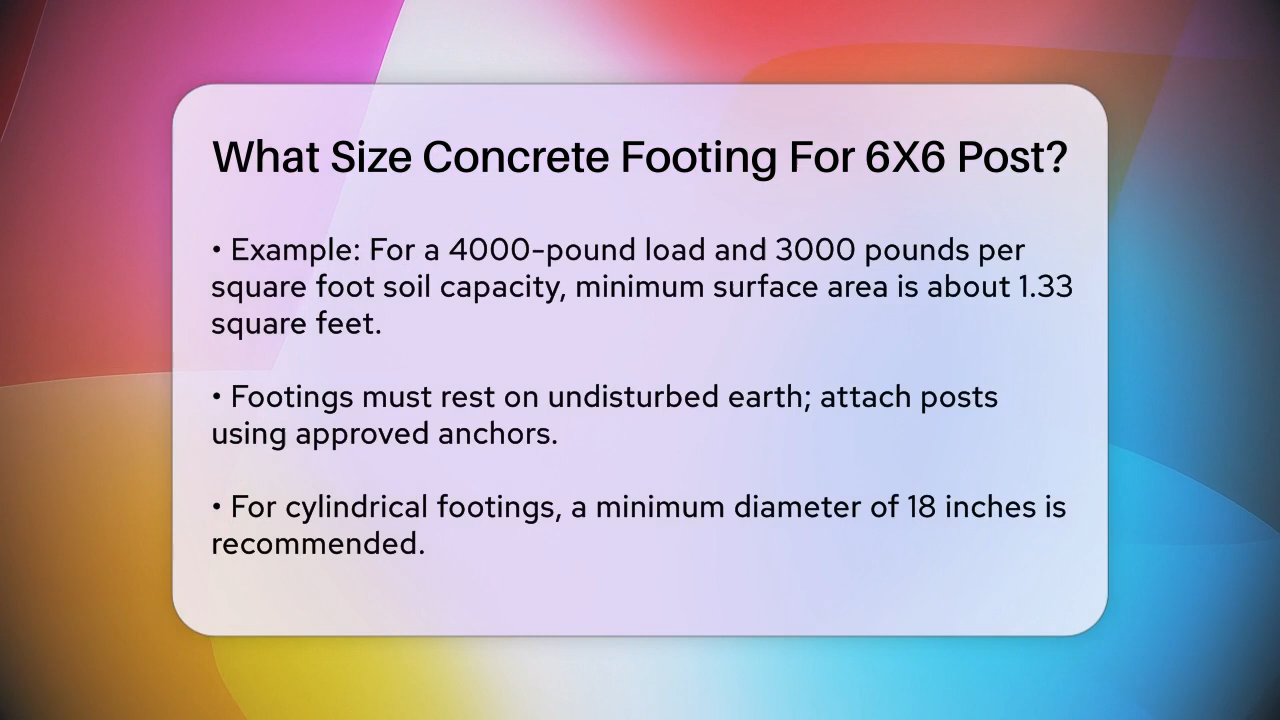 What Size Concrete Footing For 6X6 Post?
• Example: For a 4000-pound load and 3000 pounds per
square foot soil capacity, minimum surface area is about 1.33
square feet.
• Footings must rest on undisturbed earth; attach posts
using approved anchors.
• For cylindrical footings, a minimum diameter of 18 inches is
recommended.